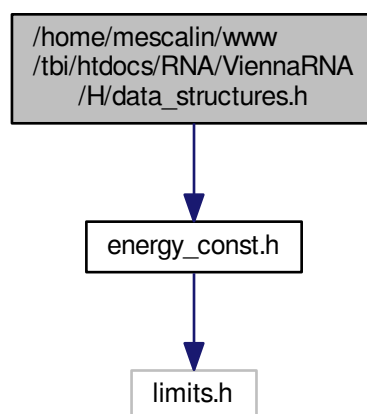 /home/mescalin/www
/tbi/htdocs/RNA/ViennaRNA
/H/data_structures.h
energy_const.h
limits.h